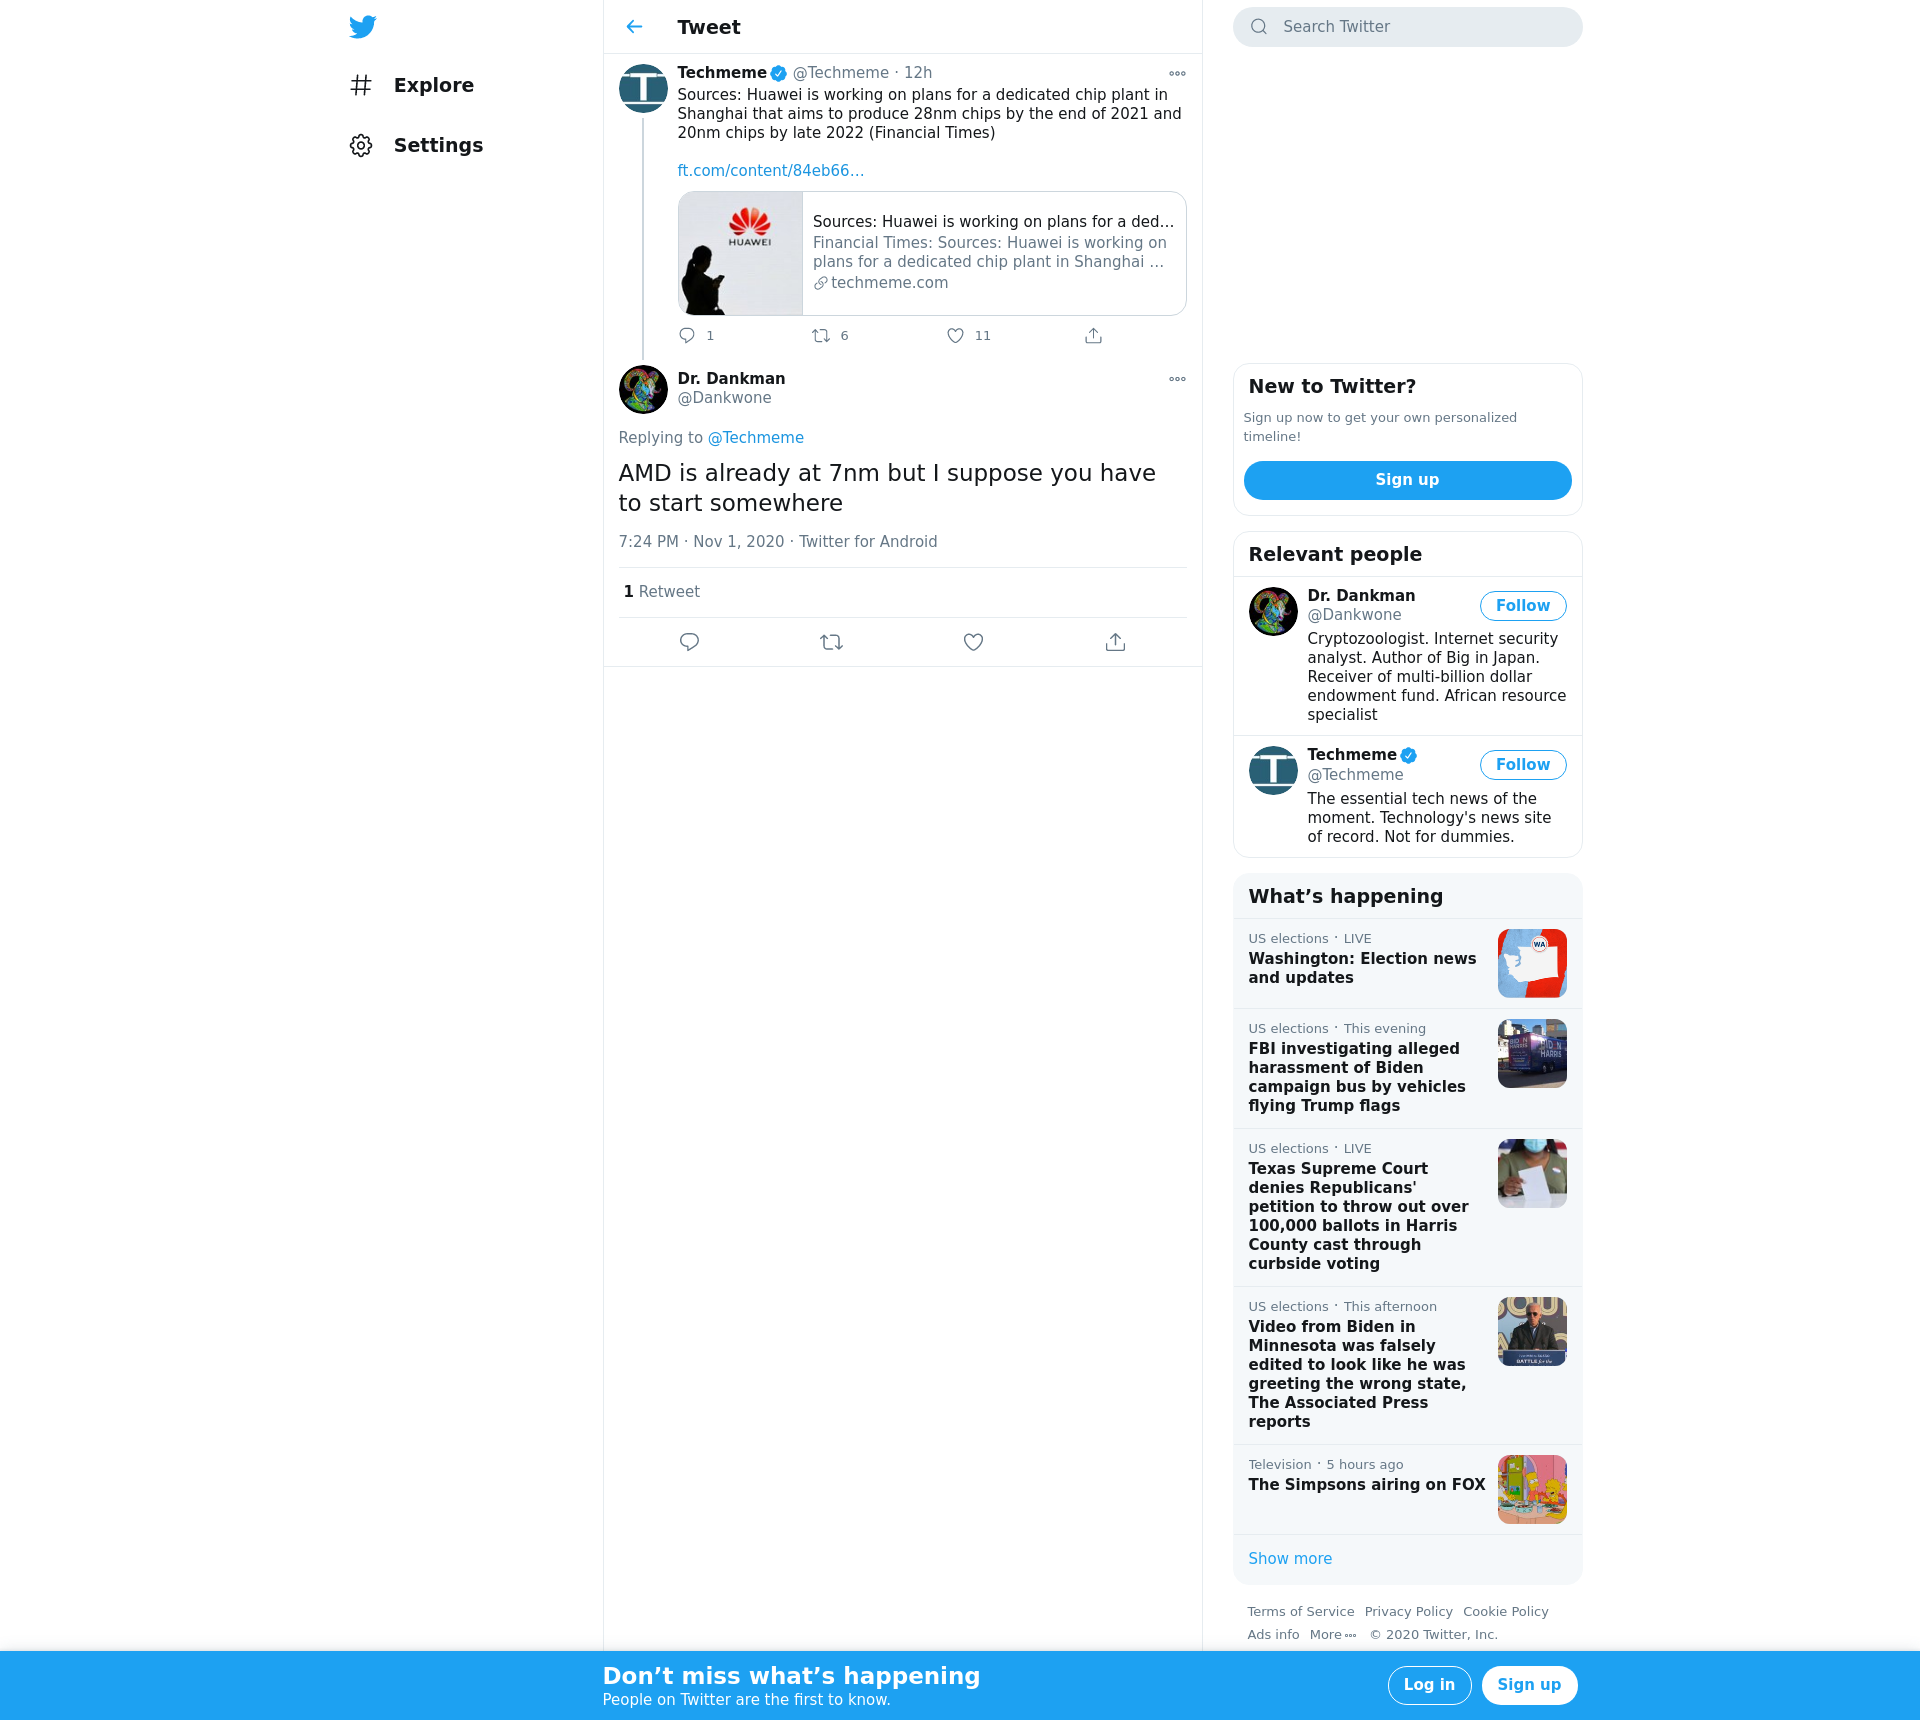 Explore
Settings
Tweet
Techmeme @Techmeme · 12h
Sources: Huawei is working on plans for a dedicated chip plant in
Shanghai that aims to produce 28nm chips by the end of 2021 and
20nm chips by late 2022 (Financial Times)
ft.com/content/84eb66…
HUAWEI
Sources: Huawei is working on plans for a ded…
Financial Times: Sources: Huawei is working on
plans for a dedicated chip plant in Shanghai …
techmeme.com
1 6 11
Dr. Dankman
@Dankwone
Replying to @Techmeme
AMD is already at 7nm but I suppose you have
to start somewhere
7:24 PM · Nov 1, 2020 · Twitter for Android
1 Retweet
Search Twitter
New to Twitter?
Sign up now to get your own personalized
timeline!
Sign up
Relevant people
Dr. Dankman
@Dankwone
Follow
Cryptozoologist. Internet security
analyst. Author of Big in Japan.
Receiver of multi-billion dollar
endowment fund. African resource
specialist
Techmeme
@Techmeme
Follow
The essential tech news of the
moment. Technology's news site
of record. Not for dummies.
What’s happening
US elections · LIVE
Washington: Election news
and updates
WA
US elections · This evening
FBI investigating alleged
harassment of Biden
campaign bus by vehicles
flying Trump flags
HARRIS
US elections · LIVE
Texas Supreme Court
denies Republicans'
petition to throw out over
100,000 ballots in Harris
County cast through
curbside voting
US elections · This afternoon
Video from Biden in
Minnesota was falsely
edited to look like he was
greeting the wrong state,
The Associated Press
reports
BATTLE for the
Television · 5 hours ago
The Simpsons airing on FOX
Show more
Terms of Service Privacy Policy Cookie Policy
Ads info More © 2020 Twitter, Inc.
Don’t miss what’s happening
People on Twitter are the first to know.
Log in
Sign up